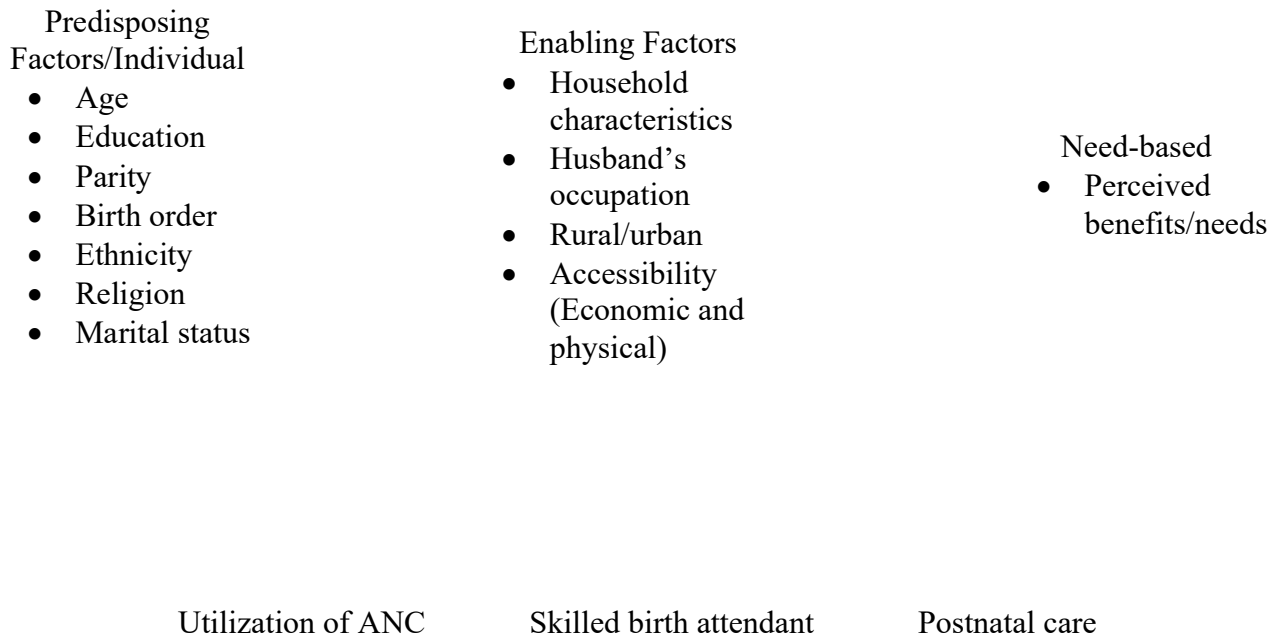 Predisposing
Factors/Individual
• Age
• Education
• Parity
• Birth order
• Ethnicity
• Religion
• Marital status
Enabling Factors
• Household
characteristics
• Husband’s
occupation
• Rural/urban
• Accessibility
(Economic and
physical)
Need-based
• Perceived
benefits/needs
Utilization of ANC
Skilled birth attendant
Postnatal care